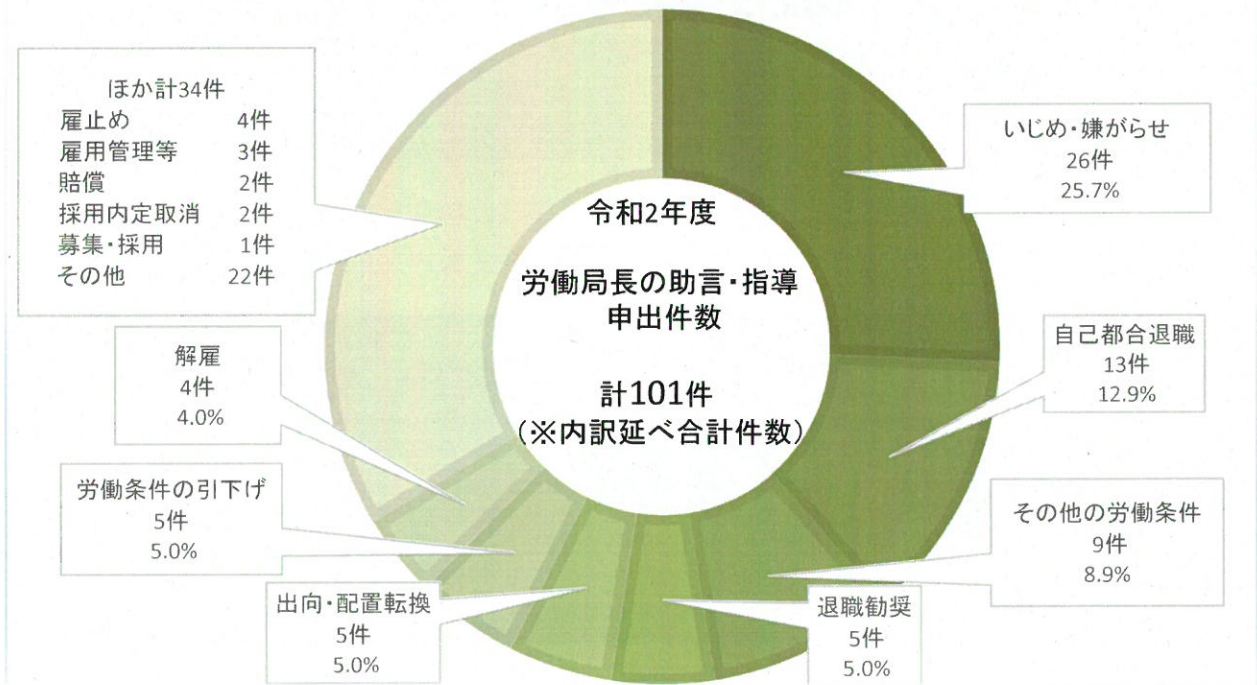 令和2年度
労働局長の助言・指導
申出件数
計101件
(※内訳延べ合計件数)
いじめ・嫌がらせ
26件
25.7%
自己都合退職
13件
12.9%
その他の労働条件
9件
8.9%
退職勧奨
5件
5.0%
出向・配置転換
5件
5.0%
労働条件の引下げ
5件
5.0%
解雇
4件
4.0%
ほか計34件
雇止め 4件
雇用管理等 3件
賠償 2件
採用内定取消 2件
募集・採用 1件
その他 22件